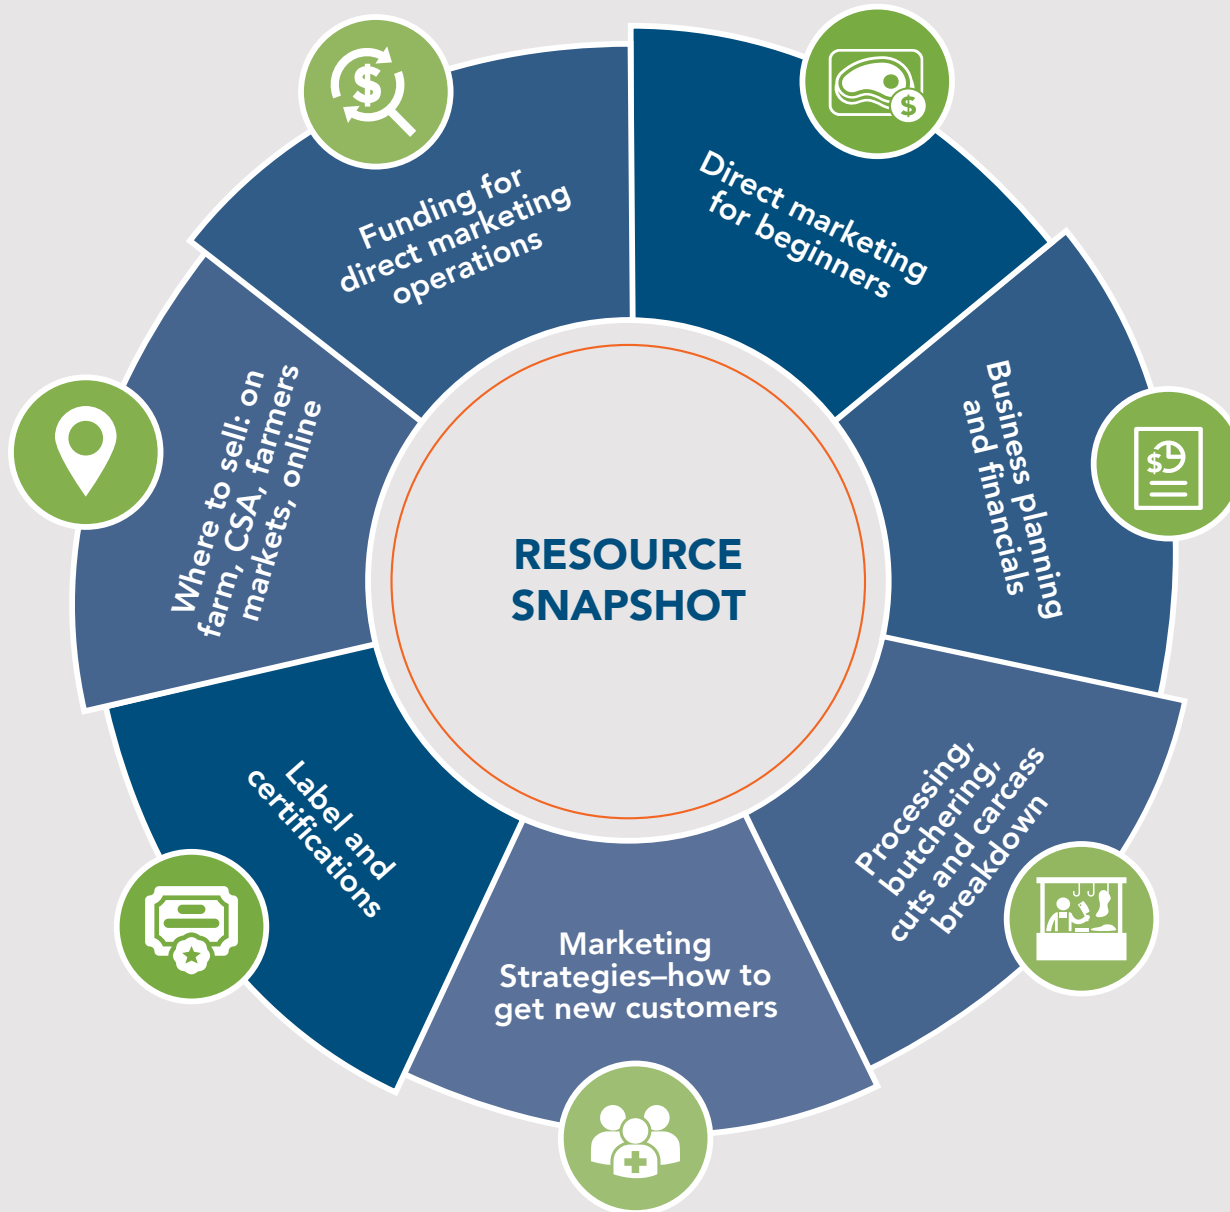 RESOURCE
SNAPSHOT
Direct marketing
for beginners
Business planning
and financials
Processing,
butchering,
cuts and carcass
breakdown
Marketing
Strategies–how to
get new customers
Label and
certifications
Where to sell: on
farm, CSA, farmers
markets, online
Funding for
direct marketing
operations
$
$
$